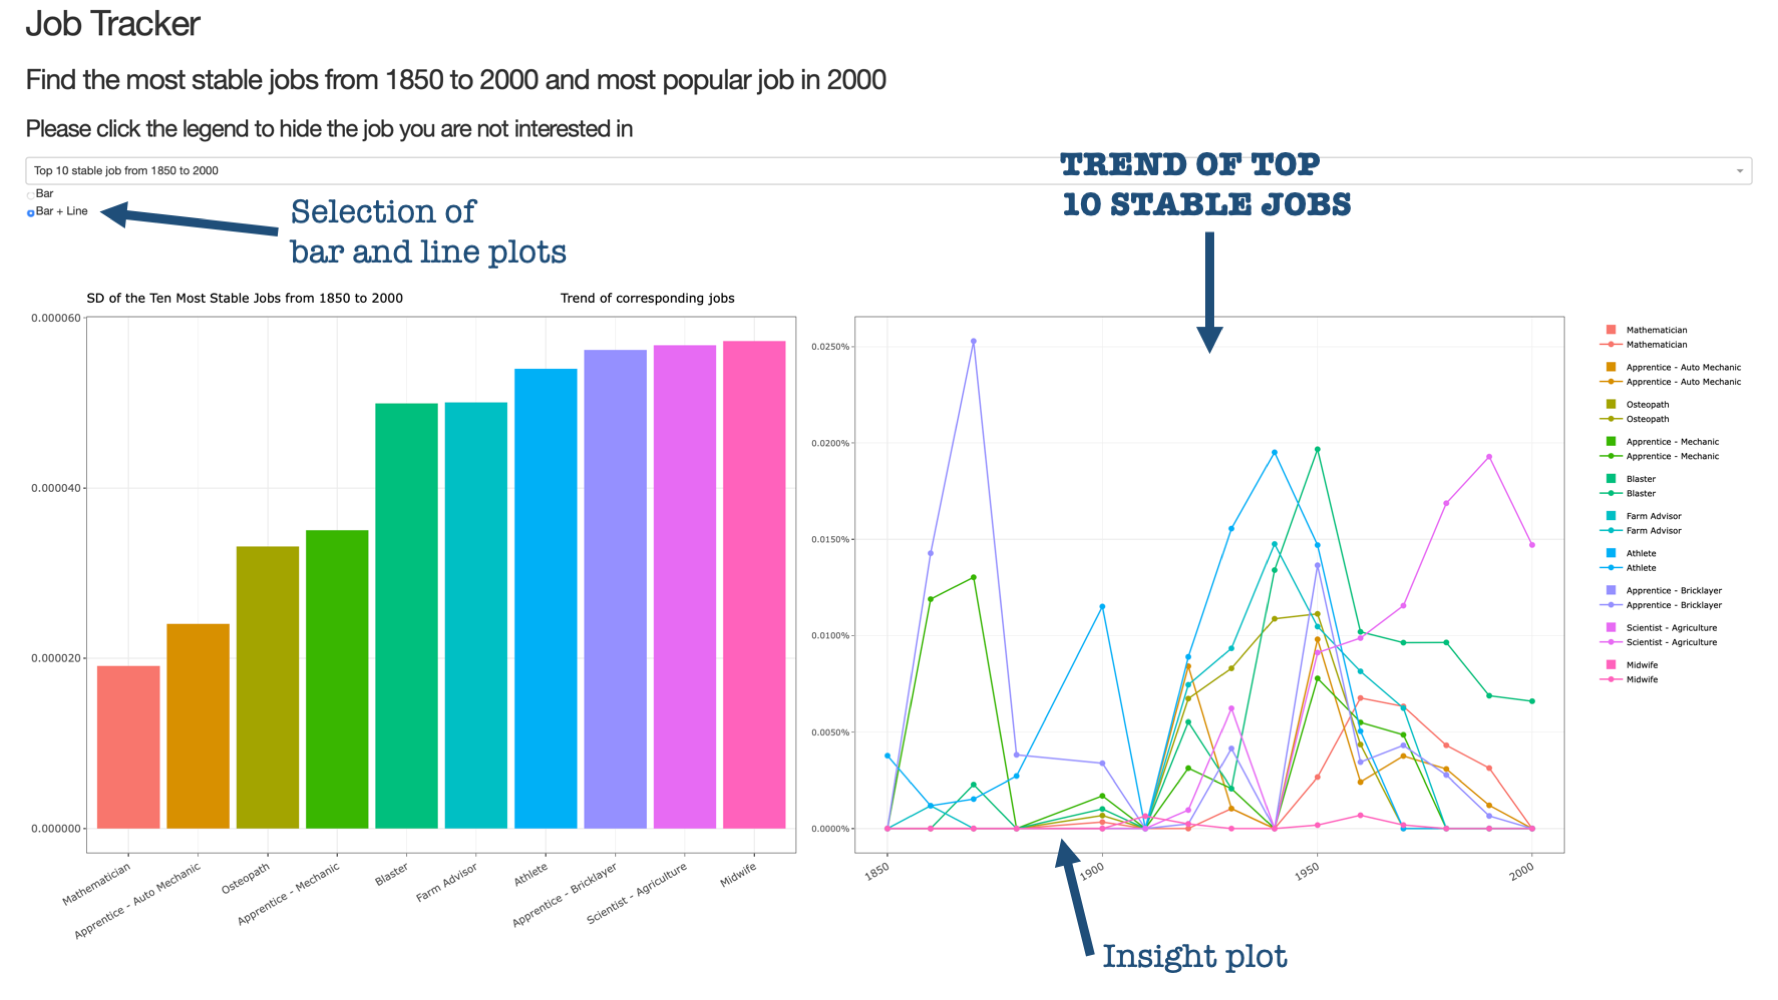 Job Tracker
Find the most stable jobs from 1850 to 2000 and most popular job in 2000
Please click the legend to hide the job you are not interested in
Top 10 stable job from 1850 to 2000
Bar
Bar + Line
Selection of
bar and line plots
TREND OF TOP
10 STABLE JOBS
SD of the Ten Most Stable Jobs from 1850 to 2000
Trend of corresponding jobs
0.000060
0.000040
0.000020
0.000000
Mathematician
Apprentice - Auto Mechanic
Osteopath
Apprentice - Mechanic
Blaster
Farm Advisor
Athlete
Apprentice - Bricklayer
Scientist - Agriculture
Midwife
0.0250%
0.0200%
0.0150%
0.0100%
0.0050%
0.0000%
1850
1900
1950
2000
Mathematician
Mathematician
Apprentice - Auto Mechanic
Apprentice - Auto Mechanic
Osteopath
Osteopath
Apprentice - Mechanic
Apprentice - Mechanic
Blaster
Blaster
Farm Advisor
Farm Advisor
Athlete
Athlete
Apprentice - Bricklayer
Apprentice - Bricklayer
Scientist - Agriculture
Scientist - Agriculture
Midwife
Midwife
Insight plot